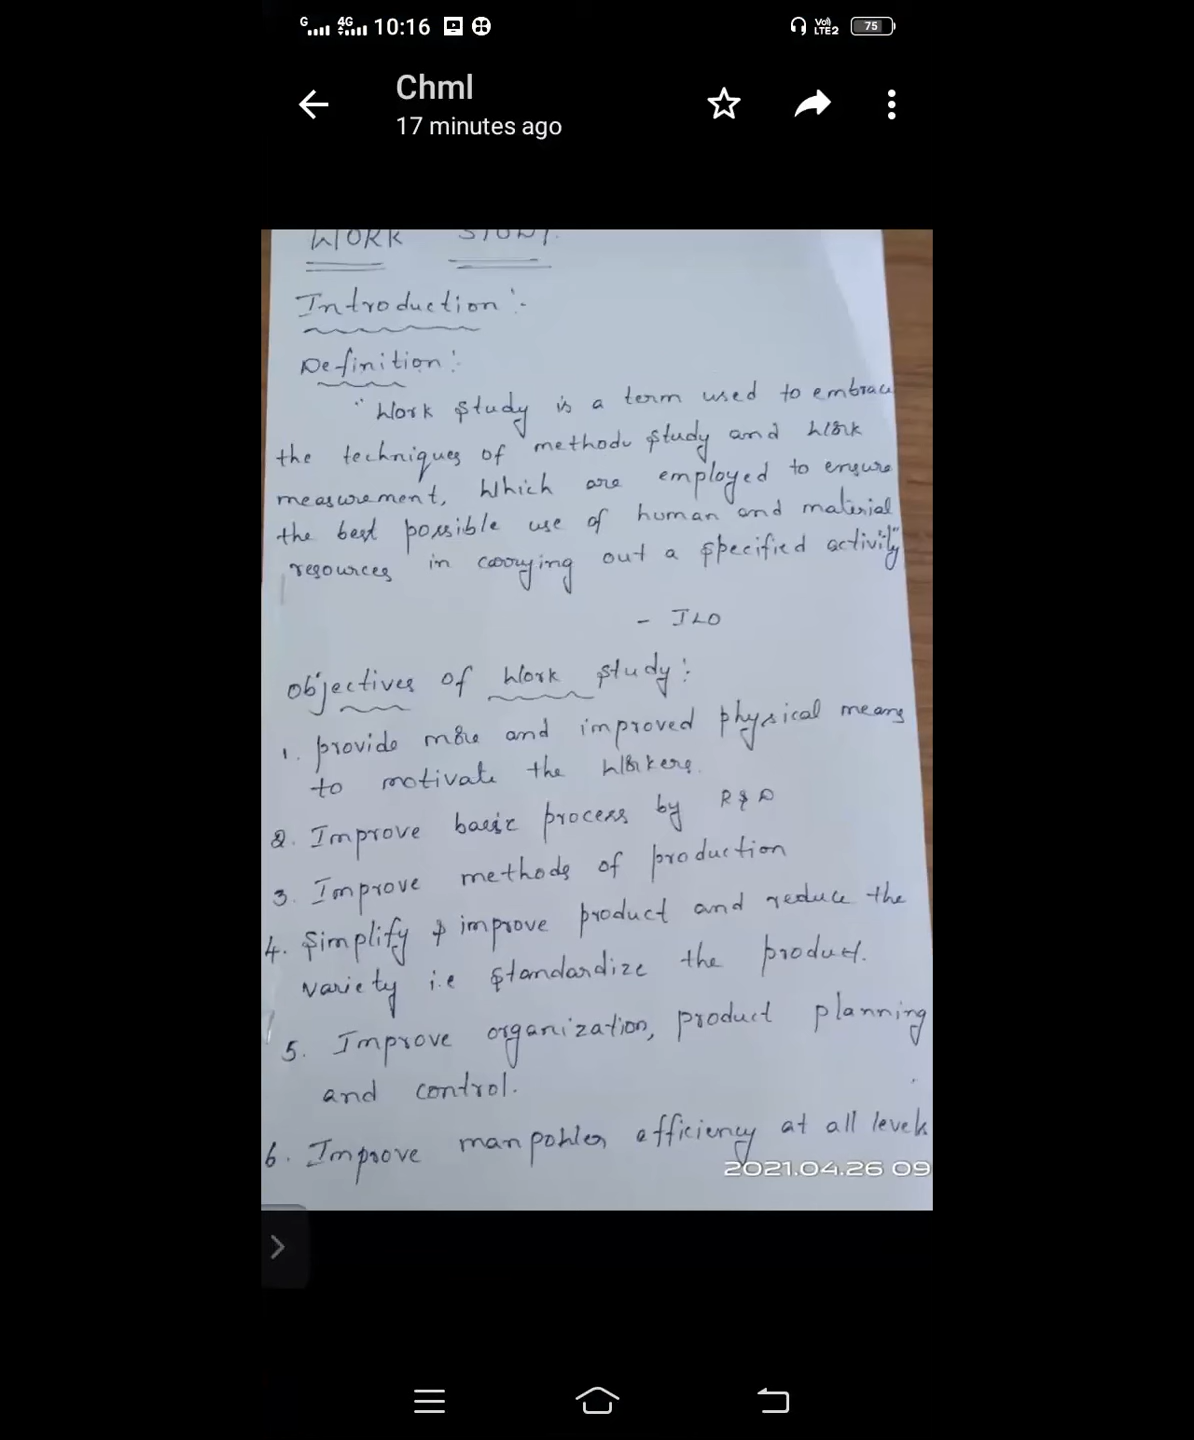 10:16
VoLTE2
75
Chml
17 minutes ago
WORK STUDY.
Introduction :-
Definition :
"Work study is a term used to embrace
the techniques of methods study and work
measurement, which are employed to ensure
the best possible use of human and material
resources in carrying out a specified activity"
- ILO
Objectives of Work study :
1. provide more and improved physical means
to motivate the workers.
2. Improve basic process by R & D
3. Improve methods of production
4. Simplify & improve product and reduce the
variety i.e standardize the product.
5. Improve organization, product planning
and control.
6. Improve manpower efficiency at all levels
2021.04.26 09